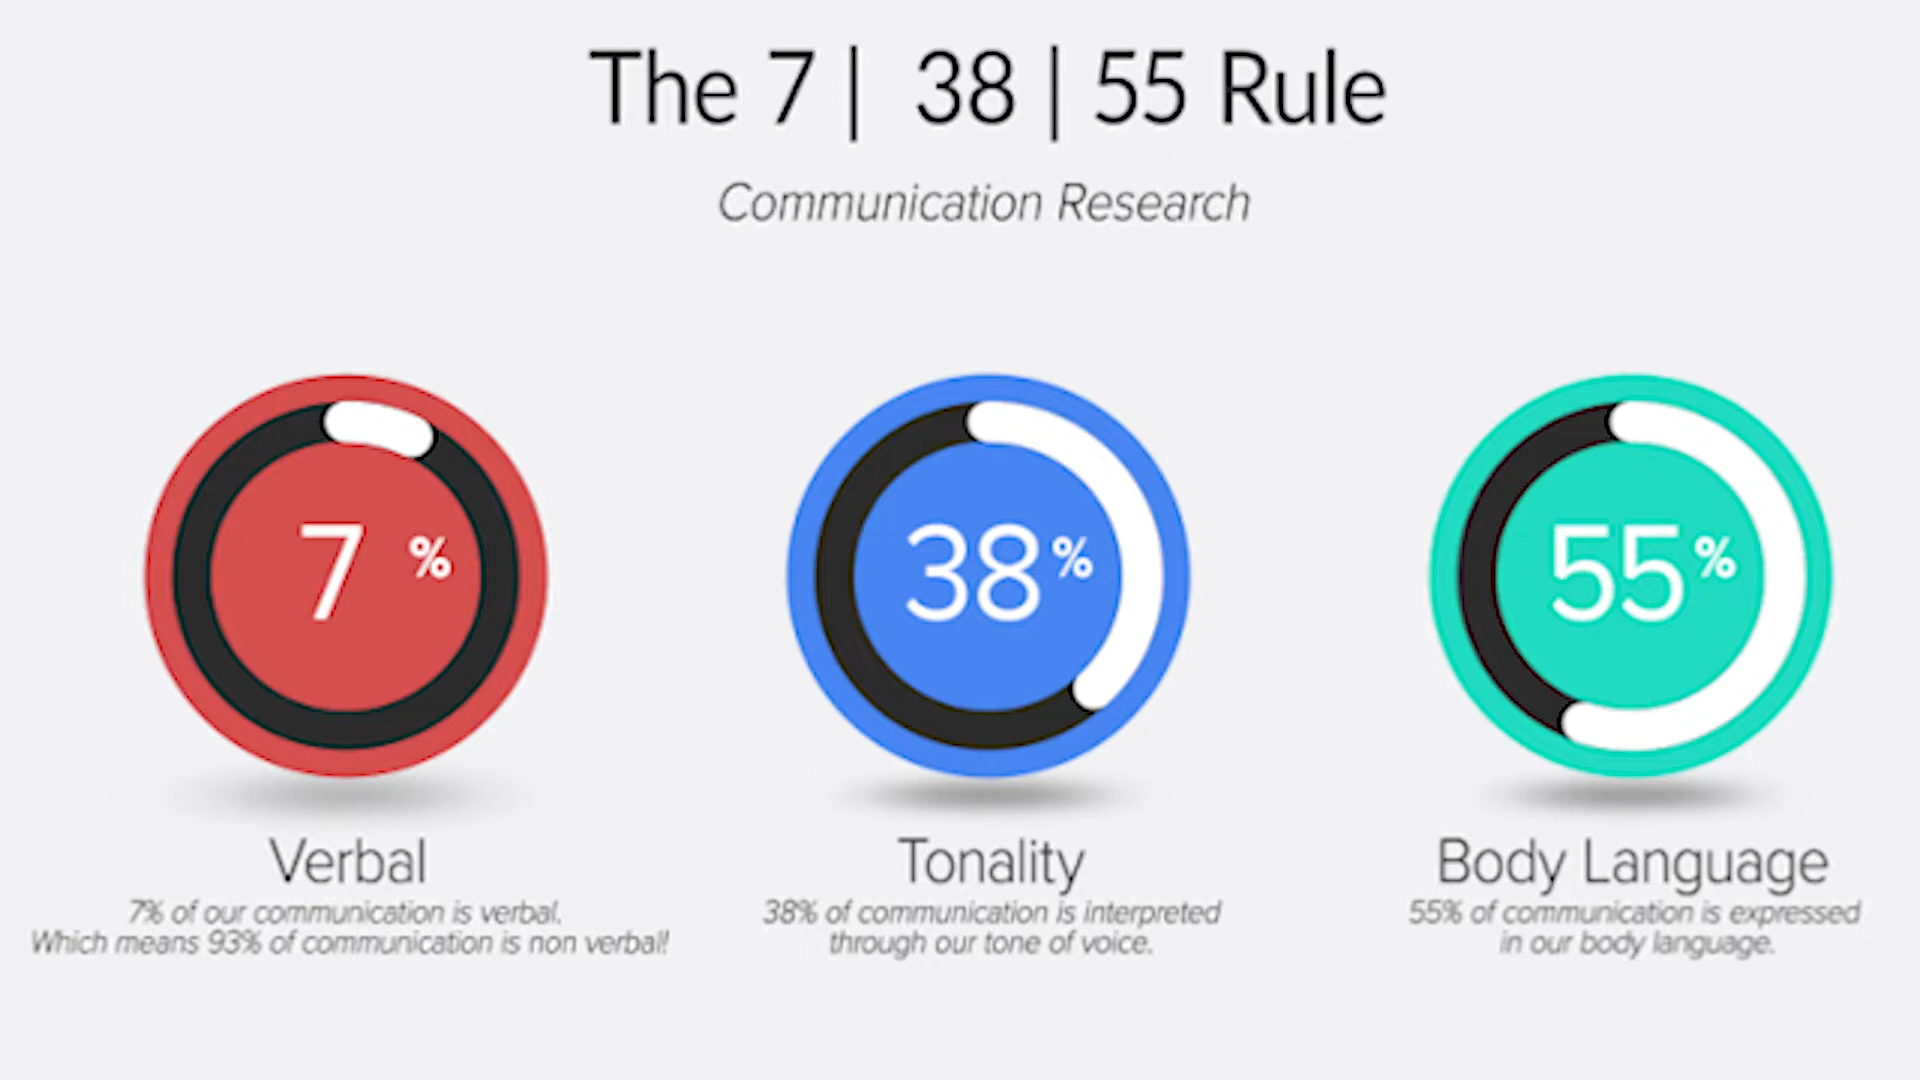 The 7 | 38 | 55 Rule
Communication Research
7 %
38 %
55 %
Verbal
7% of our communication is verbal.
Which means 93% of communication is non verbal!
Tonality
38% of communication is interpreted
through our tone of voice.
Body Language
55% of communication is expressed
in our body language.